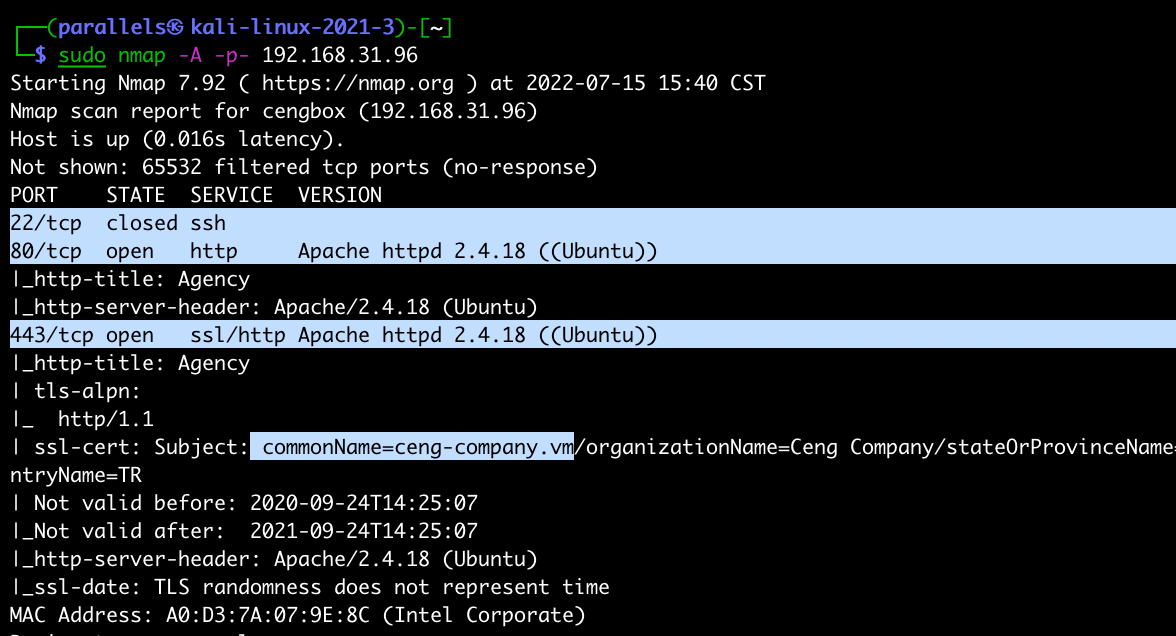 ┌──(parallels㉿kali-linux-2021-3)-[~]
└─$ sudo nmap -A -p- 192.168.31.96
Starting Nmap 7.92 ( https://nmap.org ) at 2022-07-15 15:40 CST
Nmap scan report for cengbox (192.168.31.96)
Host is up (0.016s latency).
Not shown: 65532 filtered tcp ports (no-response)
PORT    STATE  SERVICE  VERSION
22/tcp  closed ssh
80/tcp  open   http     Apache httpd 2.4.18 ((Ubuntu))
|_http-title: Agency
|_http-server-header: Apache/2.4.18 (Ubuntu)
443/tcp open   ssl/http Apache httpd 2.4.18 ((Ubuntu))
|_http-title: Agency
| tls-alpn:
|_  http/1.1
| ssl-cert: Subject: commonName=ceng-company.vm/organizationName=Ceng Company/stateOrProvinceName=
ntryName=TR
| Not valid before: 2020-09-24T14:25:07
|_Not valid after:  2021-09-24T14:25:07
|_http-server-header: Apache/2.4.18 (Ubuntu)
|_ssl-date: TLS randomness does not represent time
MAC Address: A0:D3:7A:07:9E:8C (Intel Corporate)